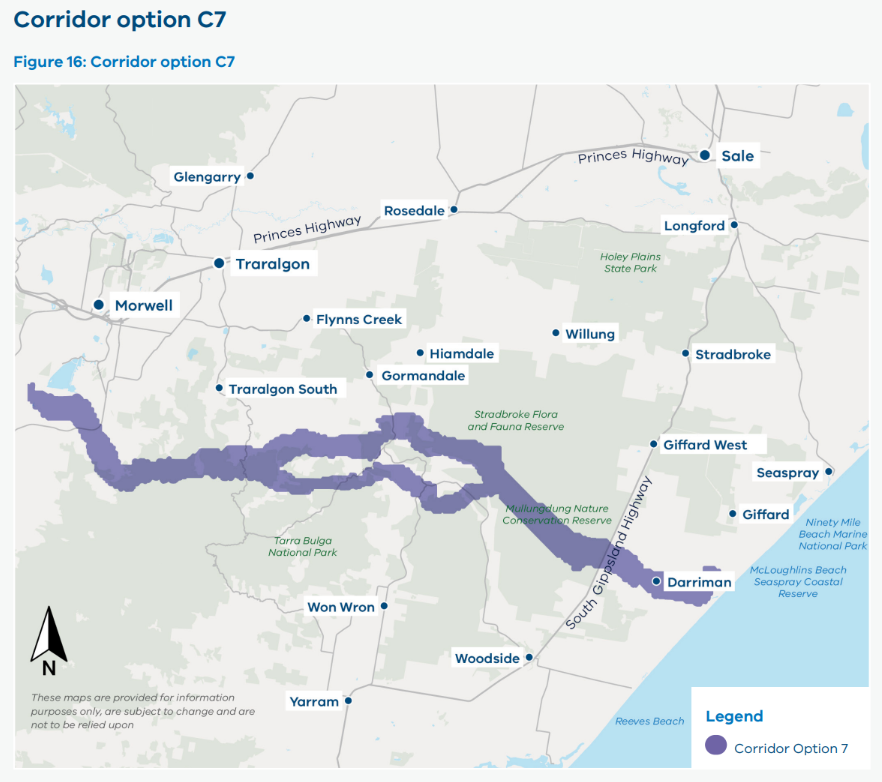 Corridor option C7
Figure 16: Corridor option C7
Princes Highway
Sale
Glengarry
Rosedale
Princes Highway
Longford
Traralgon
Holey Plains
State Park
Morwell
Flynns Creek
Willung
Hiamdale
Stradbroke
Gormandale
Traralgon South
Stradbroke Flora
and Fauna Reserve
Giffard West
Seaspray
Mullungdung Nature
Conservation Reserve
Giffard
Ninety Mile
Beach Marine
National Park
Tarra Bulga
National Park
South Gippsland Highway
McLoughlins Beach
Seaspray Coastal
Reserve
Darriman
Won Wron
N
Woodside
These maps are provided for information
purposes only, are subject to change and are
not to be relied upon
Yarram
Reeves Beach
Legend
Corridor Option 7